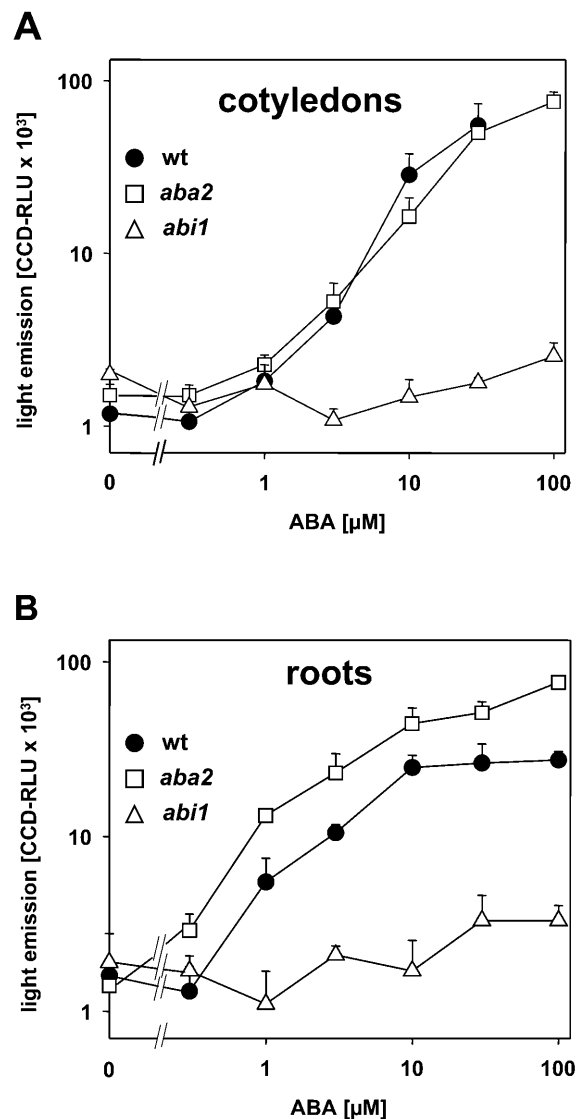 A
cotyledons
light emission [CCD-RLU x 10³]
100
10
1
wt
aba2
abi1
0
1
10
100
ABA [µM]
B
roots
light emission [CCD-RLU x 10³]
100
10
1
wt
aba2
abi1
0
1
10
100
ABA [µM]